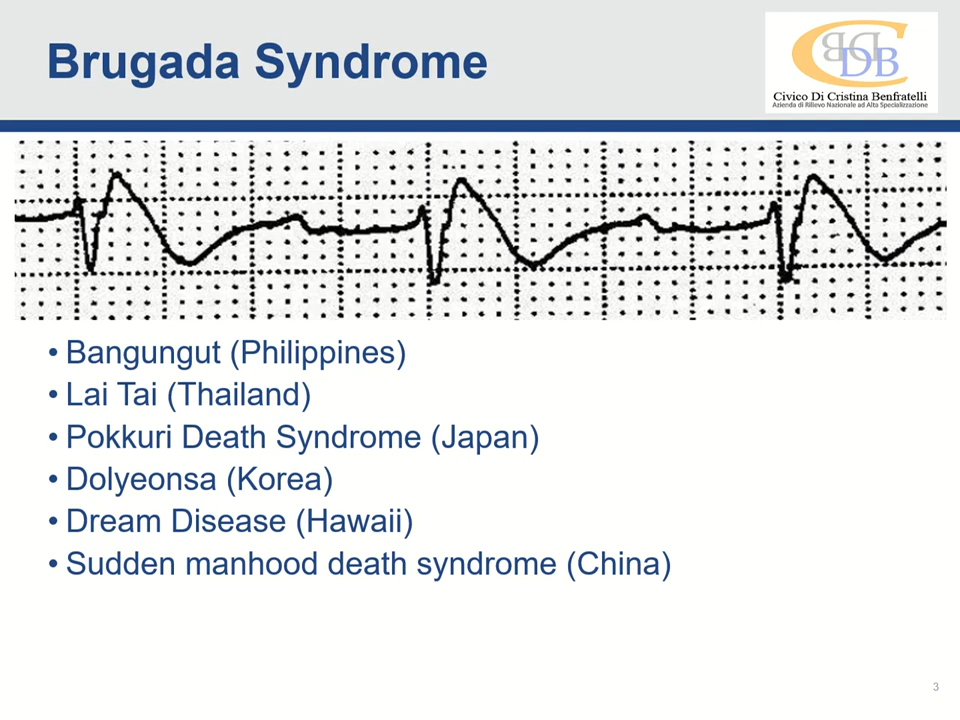 Brugada Syndrome
CBDDB
Civico Di Cristina Benfratelli
Azienda di Rilievo Nazionale ad Alta Specializzazione
• Bangungut (Philippines)
• Lai Tai (Thailand)
• Pokkuri Death Syndrome (Japan)
• Dolyeonsa (Korea)
• Dream Disease (Hawaii)
• Sudden manhood death syndrome (China)
3